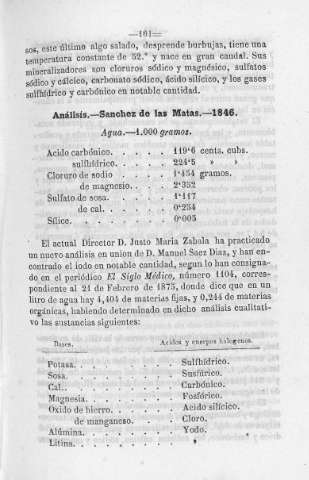 —101—
sos, este último algo salado, desprende burbujas, tiene una
temperatura constante de 52.° y nace en gran caudal. Sus
mineralizadores son cloruros sódico y magnésico, sulfatos
sódico y cálcico, carbonato sódico, ácido silícico, y los gases
sulfhídrico y carbónico en notable cantidad.
Análisis.—Sanchez de las Matas.—1846.
Agua.—1.000 gramos.
Acido carbónico. . . . . 119‘6 cents. cubs.
sulfhídrico. . . . . 224‘5 » »
Cloruro de sodio . . . . 1‘454 gramos.
de magnesio. . . . 2‘352
Sulfato de sosa. . . . . 1‘117
de cal. . . . . . 0‘254
Sílice. . . . . . . . 0‘005
El actual Director D. Justo Maria Zabala ha practicado
un nuevo análisis en union de D. Manuel Saez Diaz, y han en-
contrado el iodo en notable cantidad, segun lo han consigna-
do en el periódico El Siglo Médico, número 1104, corres-
pondiente al 21 de Febrero de 1875, donde dice que en un
litro de agua hay 4,404 de materias fijas, y 0,244 de materias
orgánicas, habiendo determinado en dicho análisis cualitati-
vo las sustancias siguientes:
Bases. Acidos y cuerpos halogenos.
Potasa. . . . . . . . Sulfhídrico.
Sosa. . . . . . . . Sulfúrico.
Cal. . . . . . . . . Carbónico.
Magnesia. . . . . . . Fosfórico.
Oxido de hierro. . . . . Acido silícico.
de manganeso. . . . Cloro.
Alúmina. . . . . . . Yodo.
Litina. . . . . . . .